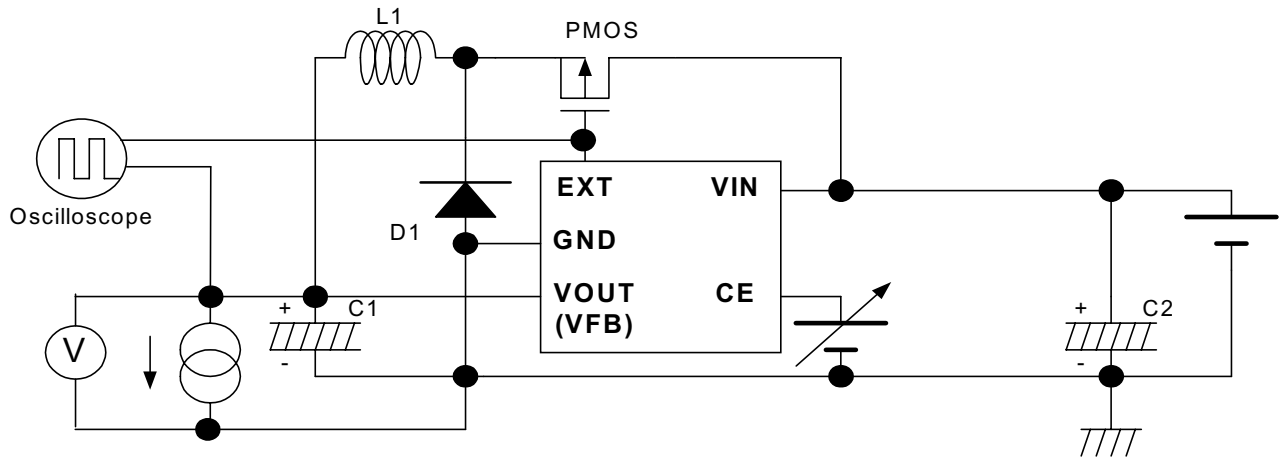 L1
PMOS
Oscilloscope
EXT
VIN
D1
GND
VOUT
(VFB)
CE
+
C1
-
V
+
C2
-